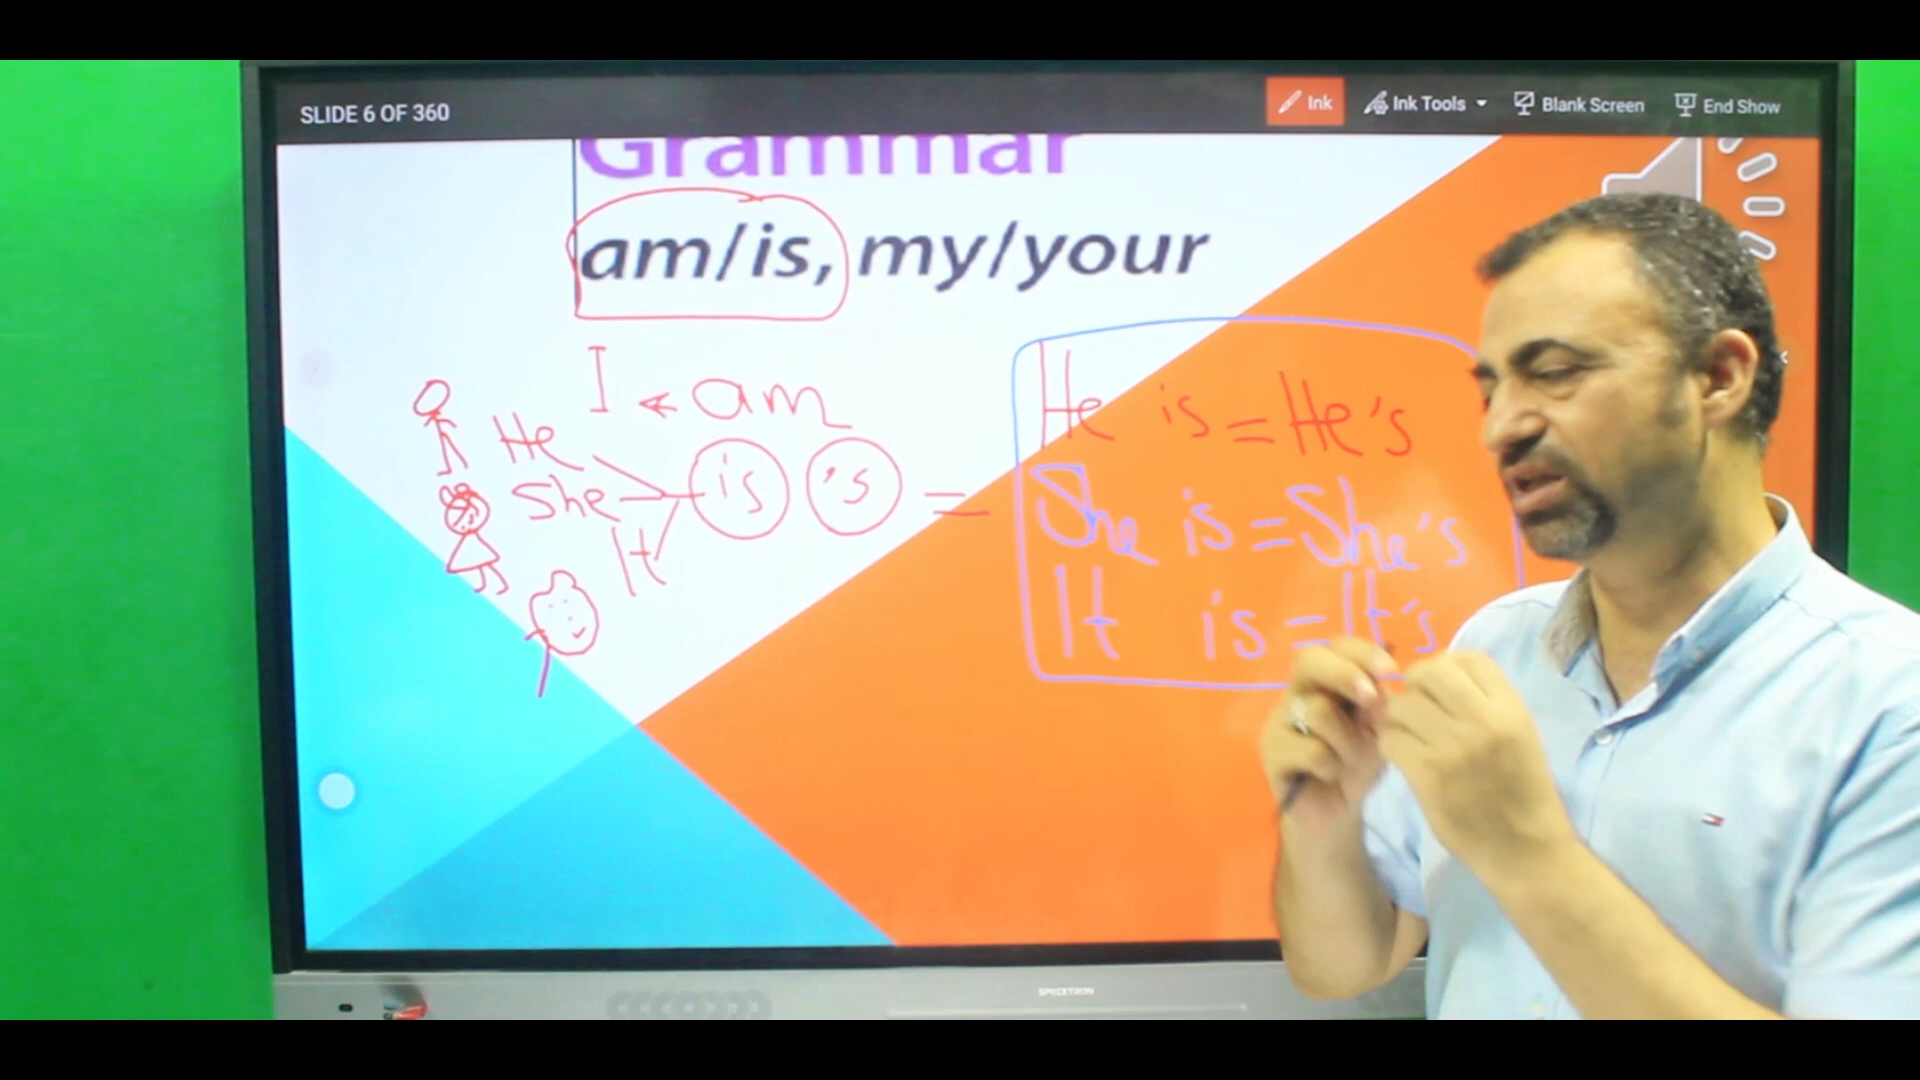 SLIDE 6 OF 360
Ink
Ink Tools
Blank Screen
End Show
Grammar
am/is, my/your
I am
He
She is 's =
It
He is = He's
She is = She's
It is = It's
SPECKTRON